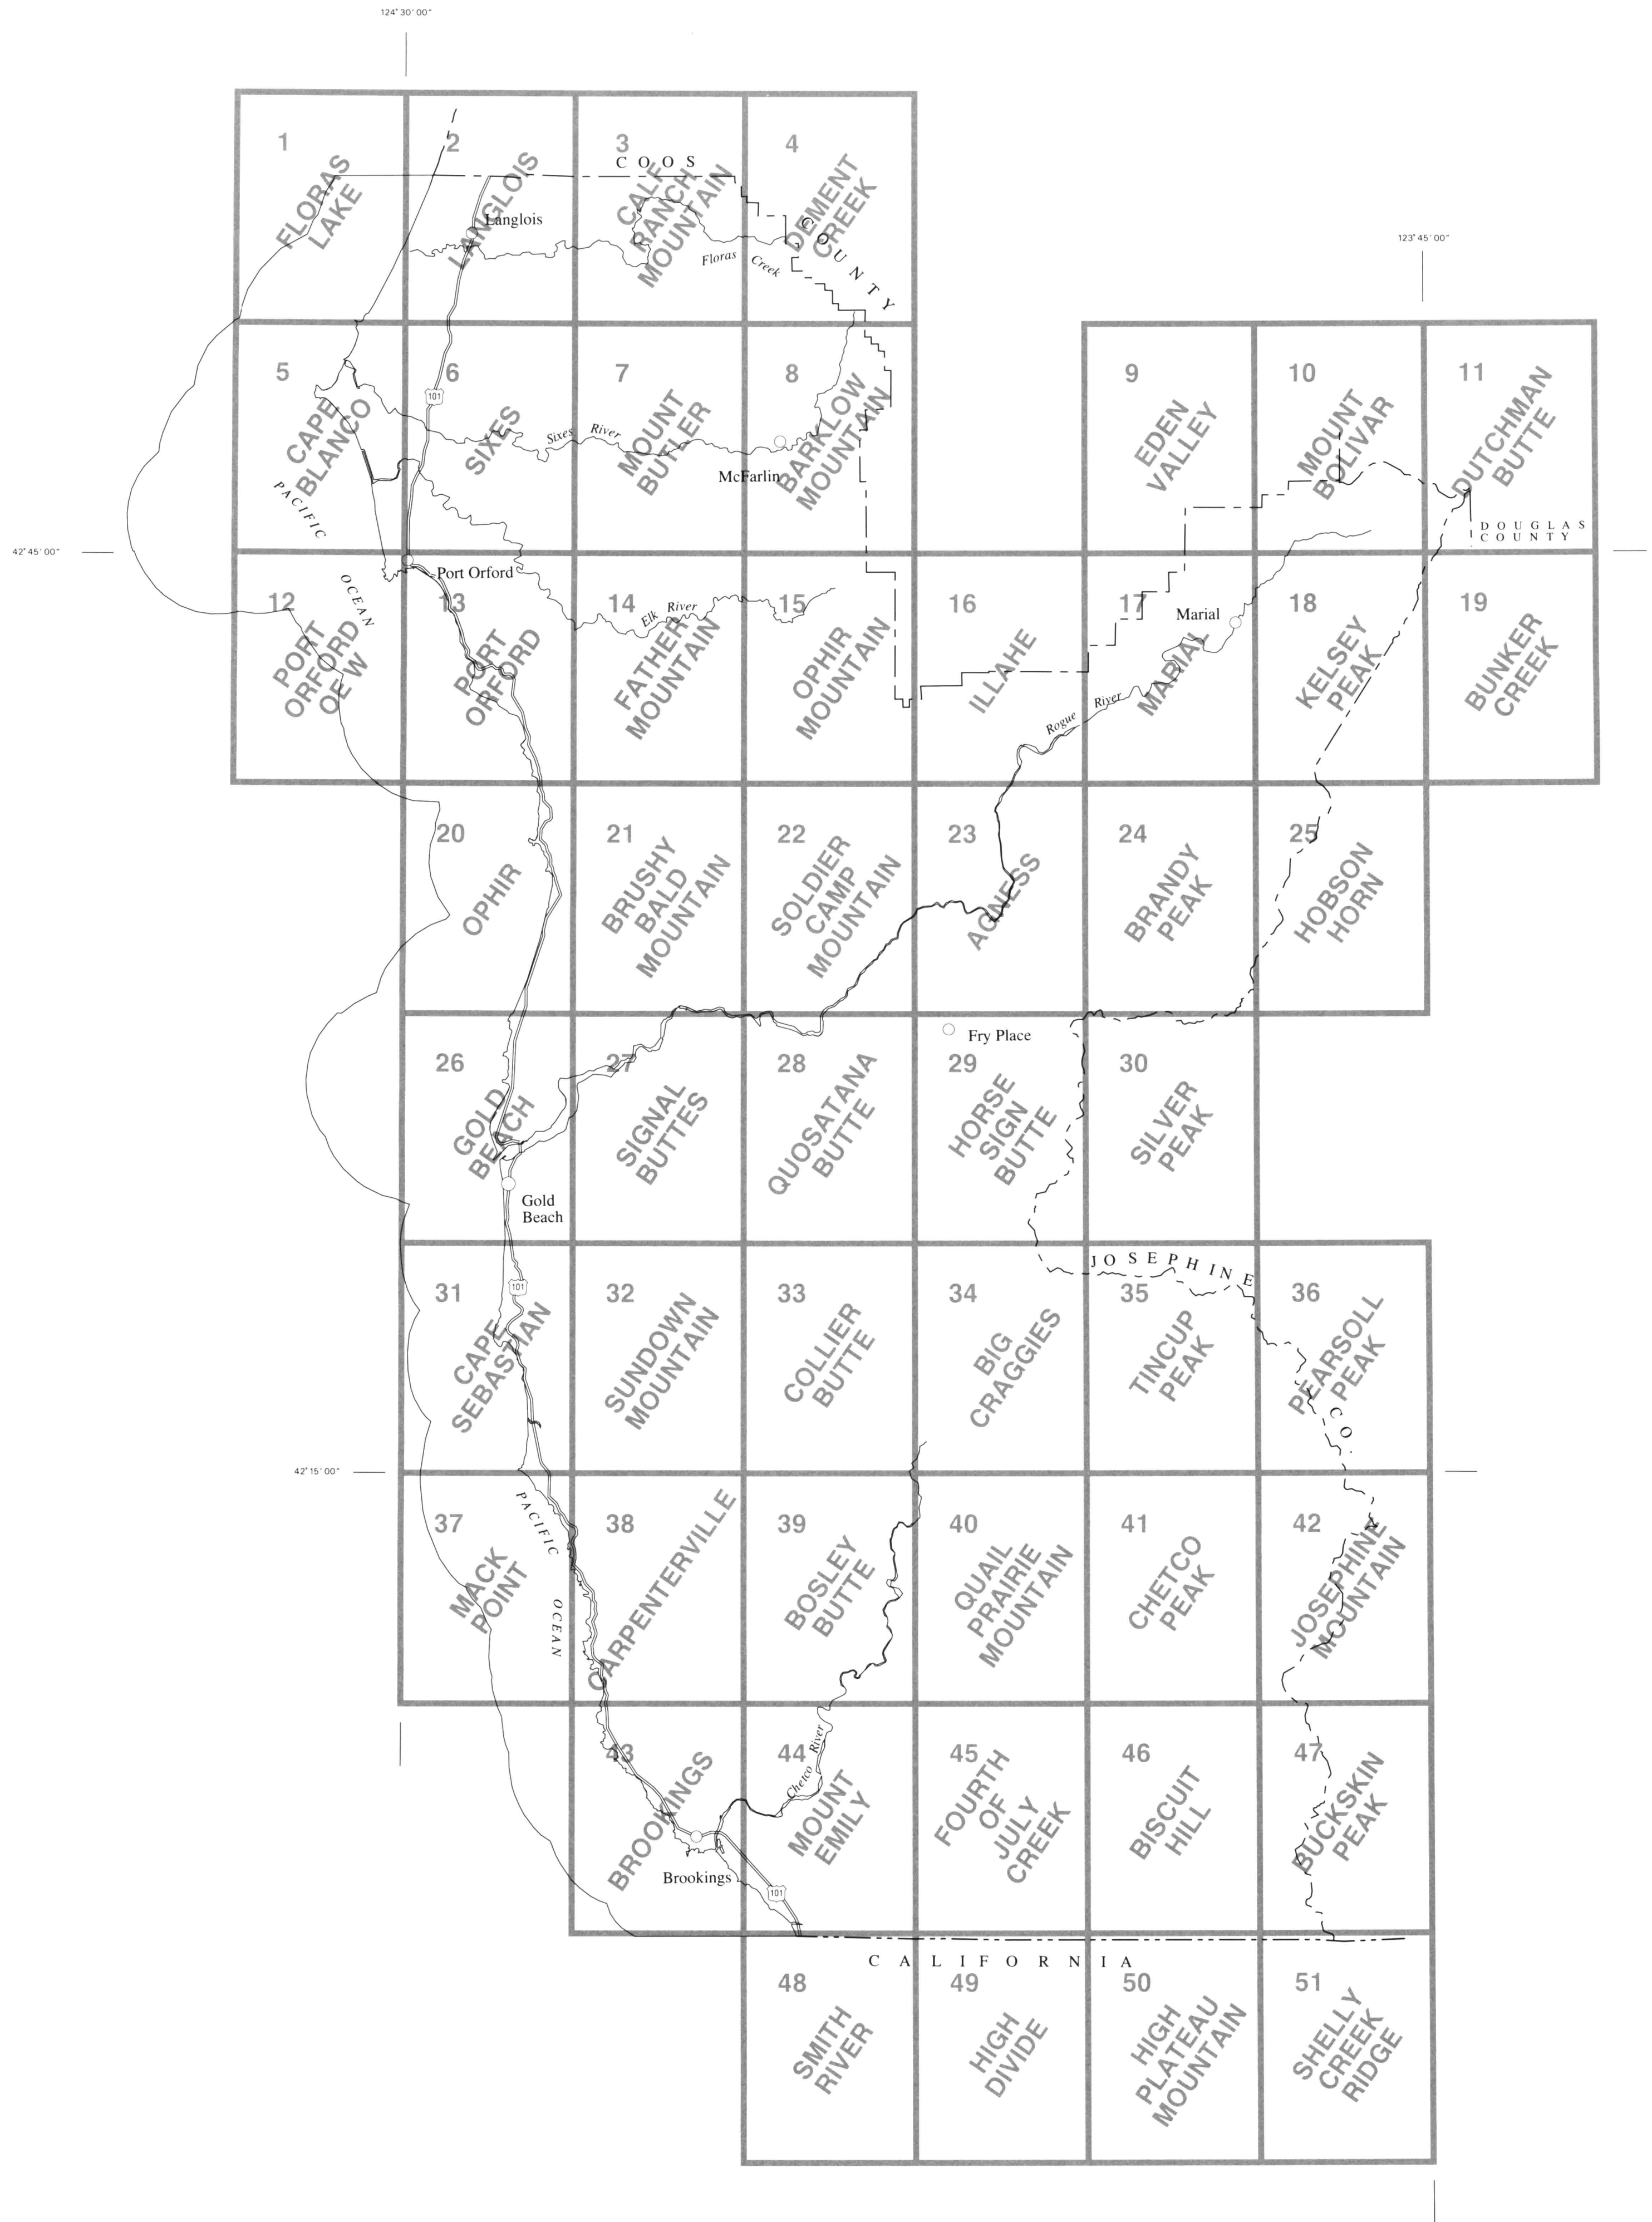 124° 30' 00"
1
2
3
4
COOS
FLORAS
LAKE
LANGLOIS
CALF
RANCH
MOUNTAIN
DEMENT
CREEK
Langlois
COUNTY
Floras Creek
123° 45' 00"
5
6
7
8
9
10
11
101
CAPE
BLANCO
SIXES
MOUNT
BUTLER
BARKLOW
MOUNTAIN
EDEN
VALLEY
MOUNT
BOLIVAR
DUTCHMAN
BUTTE
Sixes River
McFarlin
PACIFIC
DOUGLAS
COUNTY
42° 45' 00"
Port Orford
OCEAN
12
13
14
15
16
17
18
19
Elk River
Marial
PORT
ORFORD
OE W
PORT
ORFORD
FATHER
MOUNTAIN
OPHIR
MOUNTAIN
ILLAHE
MARIAL
KELSEY
PEAK
BUNKER
CREEK
Rogue River
20
21
22
23
24
25
OPHIR
BRUSHY
BALD
MOUNTAIN
SOLDIER
CAMP
MOUNTAIN
AGNESS
BRANDY
PEAK
HOBSON
HORN
Fry Place
26
27
28
29
30
GOLD
BEACH
SIGNAL
BUTTES
QUOSATANA
BUTTE
HORSE
SIGN
BUTTE
SILVER
PEAK
Gold
Beach
JOSEPHINE
101
31
32
33
34
35
36
CAPE
SEBASTIAN
SUNDOWN
MOUNTAIN
COLLIER
BUTTE
BIG
CRAGGIES
TINCUP
PEAK
PEARSOLL
PEAK
CO.
42° 15' 00"
PACIFIC
37
38
39
40
41
42
MACK
POINT
CARPENTERVILLE
BOSLEY
BUTTE
QUAIL
PRAIRIE
MOUNTAIN
CHETCO
PEAK
JOSEPHINE
MOUNTAIN
OCEAN
43
44
45
46
47
Chetco River
BROOKINGS
MOUNT
EMILY
FOURTH
OF
JULY
CREEK
BISCUIT
HILL
BUCKSKIN
PEAK
Brookings
101
CALIFORNIA
48
49
50
51
SMITH
RIVER
HIGH
DIVIDE
HIGH
PLATEAU
MOUNTAIN
SHELLY
CREEK
RIDGE